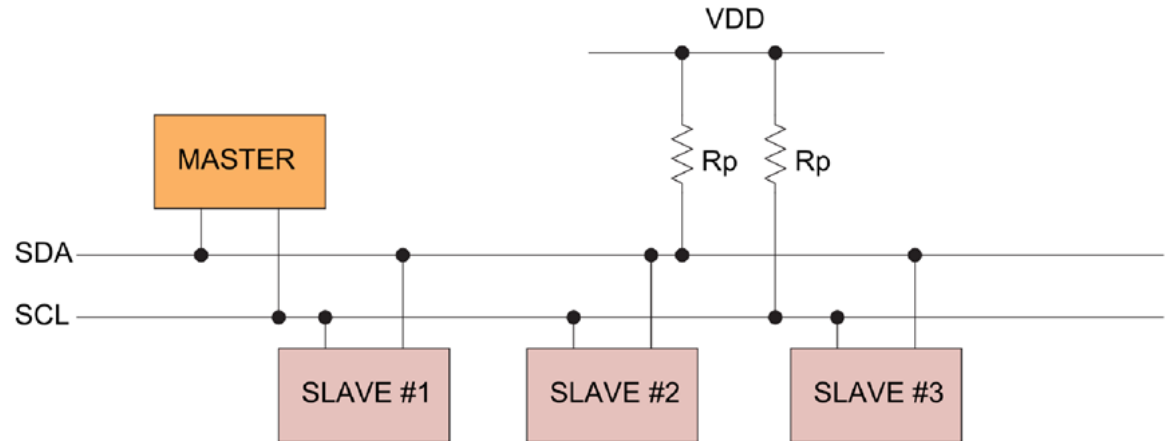 VDD
MASTER
Rp
Rp
SDA
SCL
SLAVE #1
SLAVE #2
SLAVE #3